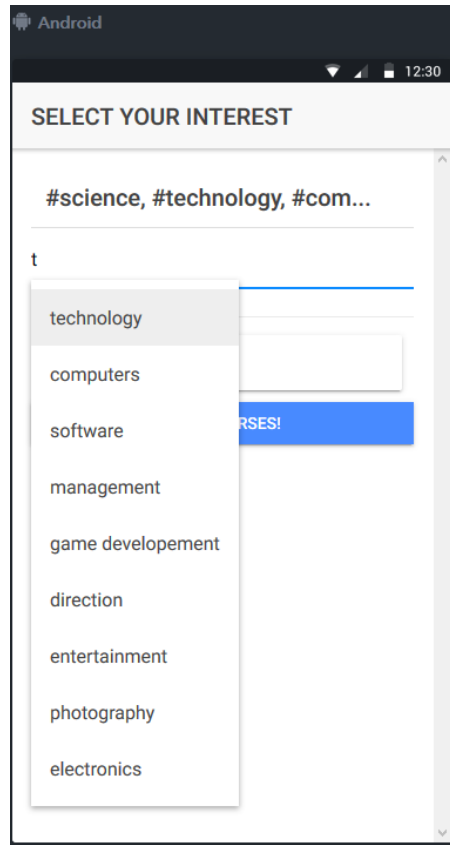 Android
12:30
SELECT YOUR INTEREST
#science, #technology, #com...
t
technology
computers
RSES!
software
management
game developement
direction
entertainment
photography
electronics